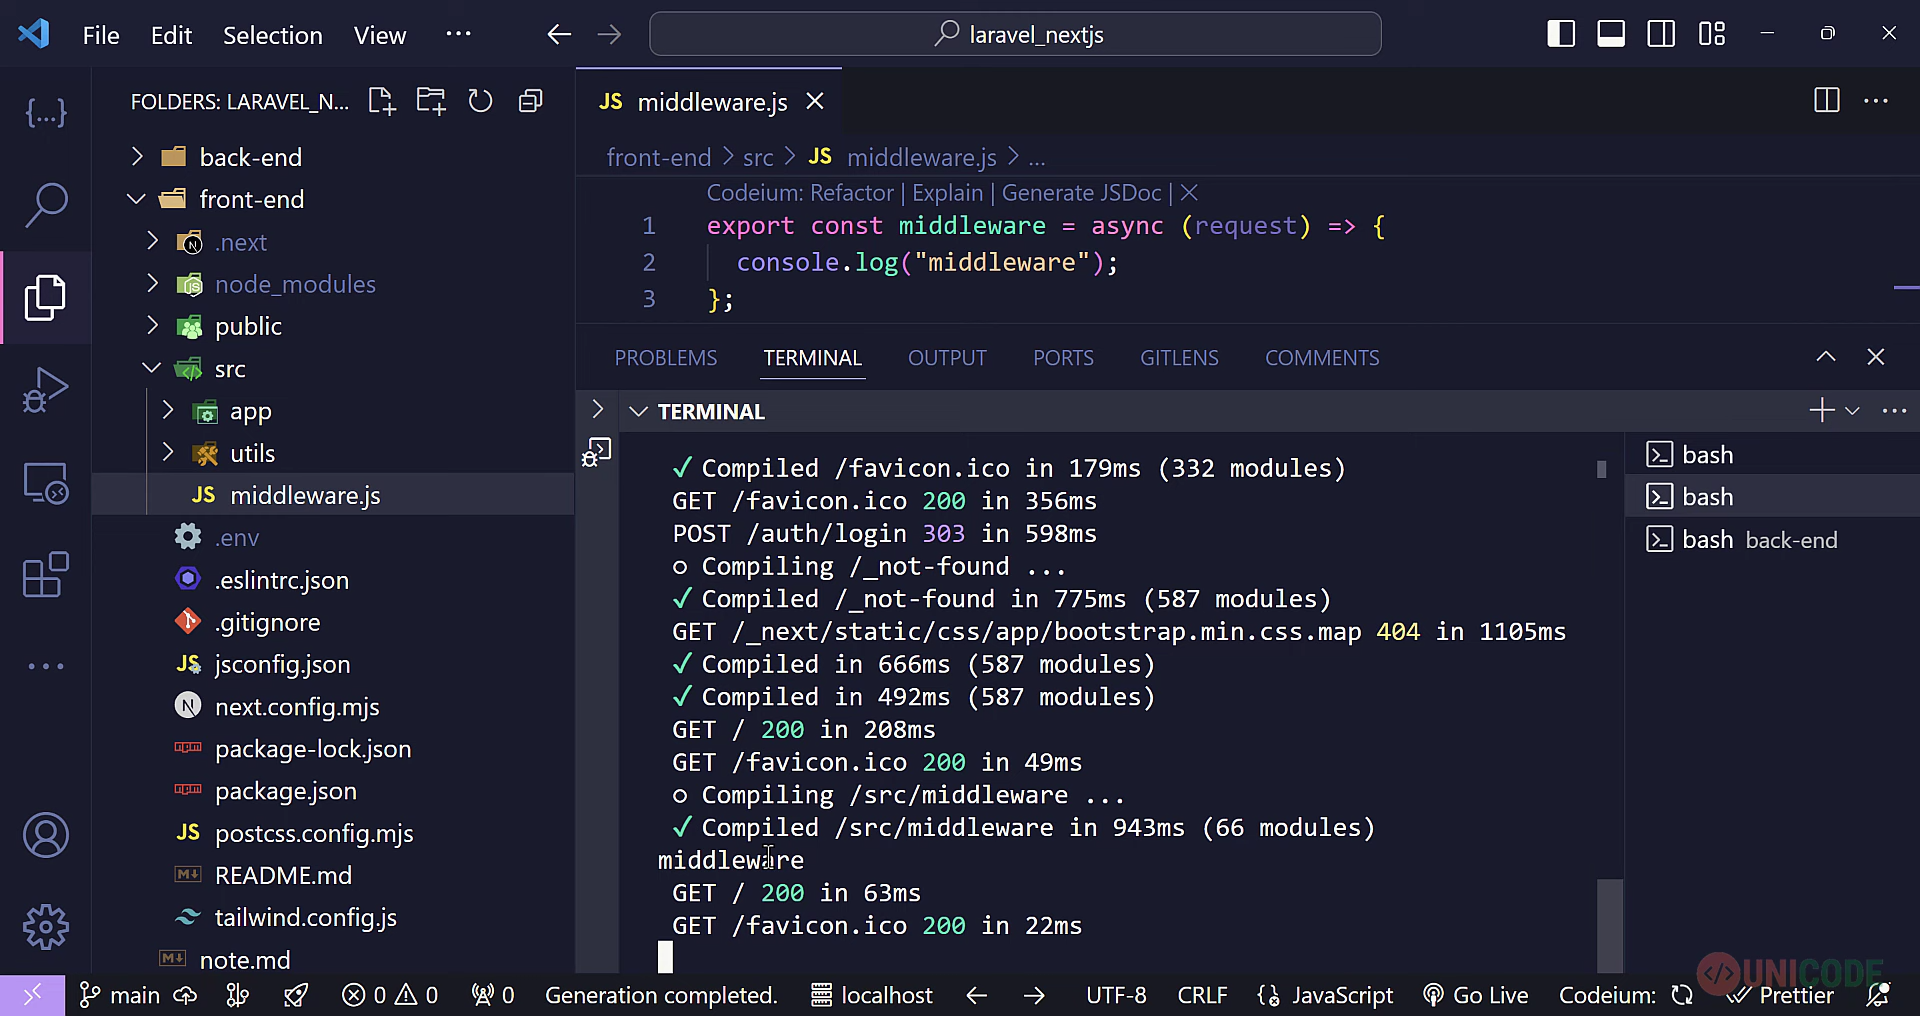 File Edit Selection View ... laravel_nextjs
FOLDERS: LARAVEL_N...
back-end
front-end
.next
node_modules
public
src
app
utils
JS middleware.js
.env
.eslintrc.json
.gitignore
JS jsconfig.json
N next.config.mjs
npm package-lock.json
npm package.json
JS postcss.config.mjs
README.md
tailwind.config.js
note.md
JS middleware.js
front-end > src > JS middleware.js > ...
Codeium: Refactor | Explain | Generate JSDoc | X
1 export const middleware = async (request) => {
2 console.log("middleware");
3 };
PROBLEMS TERMINAL OUTPUT PORTS GITLENS COMMENTS
TERMINAL
✓ Compiled /favicon.ico in 179ms (332 modules)
GET /favicon.ico 200 in 356ms
POST /auth/login 303 in 598ms
○ Compiling /_not-found ...
✓ Compiled /_not-found in 775ms (587 modules)
GET /_next/static/css/app/bootstrap.min.css.map 404 in 1105ms
✓ Compiled in 666ms (587 modules)
✓ Compiled in 492ms (587 modules)
GET / 200 in 208ms
GET /favicon.ico 200 in 49ms
○ Compiling /src/middleware ...
✓ Compiled /src/middleware in 943ms (66 modules)
middleware
GET / 200 in 63ms
GET /favicon.ico 200 in 22ms
bash
bash
bash back-end
UNICODE
main 0 0 0 Generation completed. localhost UTF-8 CRLF JavaScript Go Live Codeium: Prettier